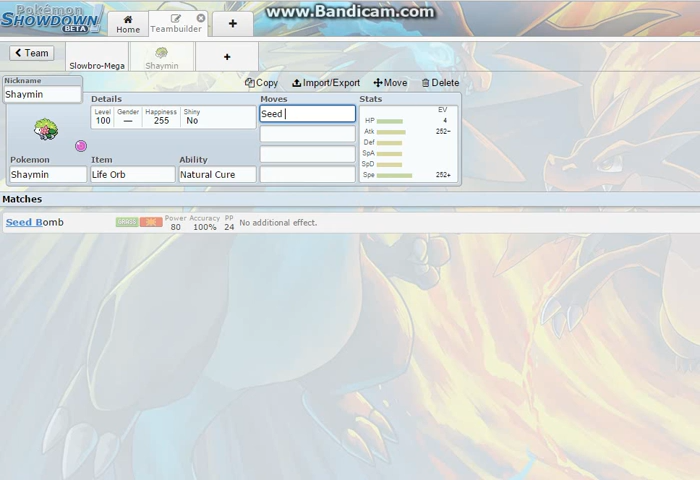 www.Bandicam.com
Pokémon
SHOWDOWN
BETA
Home
Teambuilder
+
< Team
Slowbro-Mega
Shaymin
+
Copy Import/Export Move Delete
Nickname
Shaymin
Details
Level Gender Happiness Shiny
100 — 255 No
Moves
Seed
Stats
EV
HP 4
Atk 252-
Def
SpA
SpD
Spe 252+
Pokemon Item Ability
Shaymin Life Orb Natural Cure
Matches
Seed Bomb GRASS Power 80 Accuracy 100% PP 24 No additional effect.